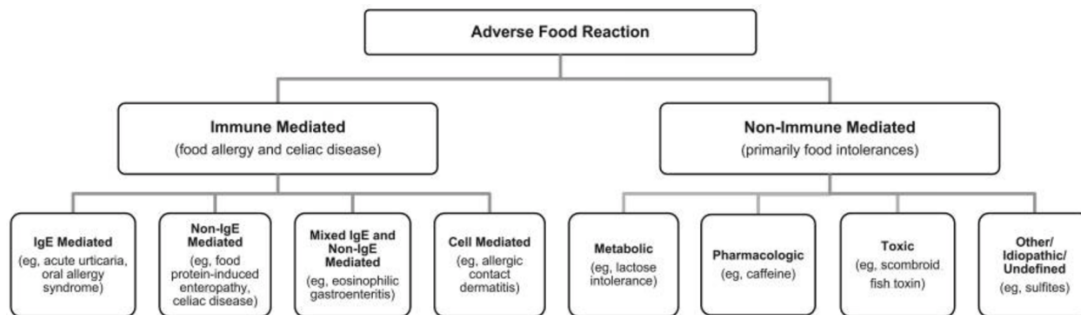 Adverse Food Reaction
Immune Mediated
(food allergy and celiac disease)
Non-Immune Mediated
(primarily food intolerances)
IgE Mediated
(eg, acute urticaria,
oral allergy
syndrome)
Non-IgE
Mediated
(eg, food
protein-induced
enteropathy,
celiac disease)
Mixed IgE and
Non-IgE
Mediated
(eg, eosinophilic
gastroenteritis)
Cell Mediated
(eg, allergic
contact
dermatitis)
Metabolic
(eg, lactose
intolerance)
Pharmacologic
(eg, caffeine)
Toxic
(eg, scombroid
fish toxin)
Other/
Idiopathic/
Undefined
(eg, sulfites)